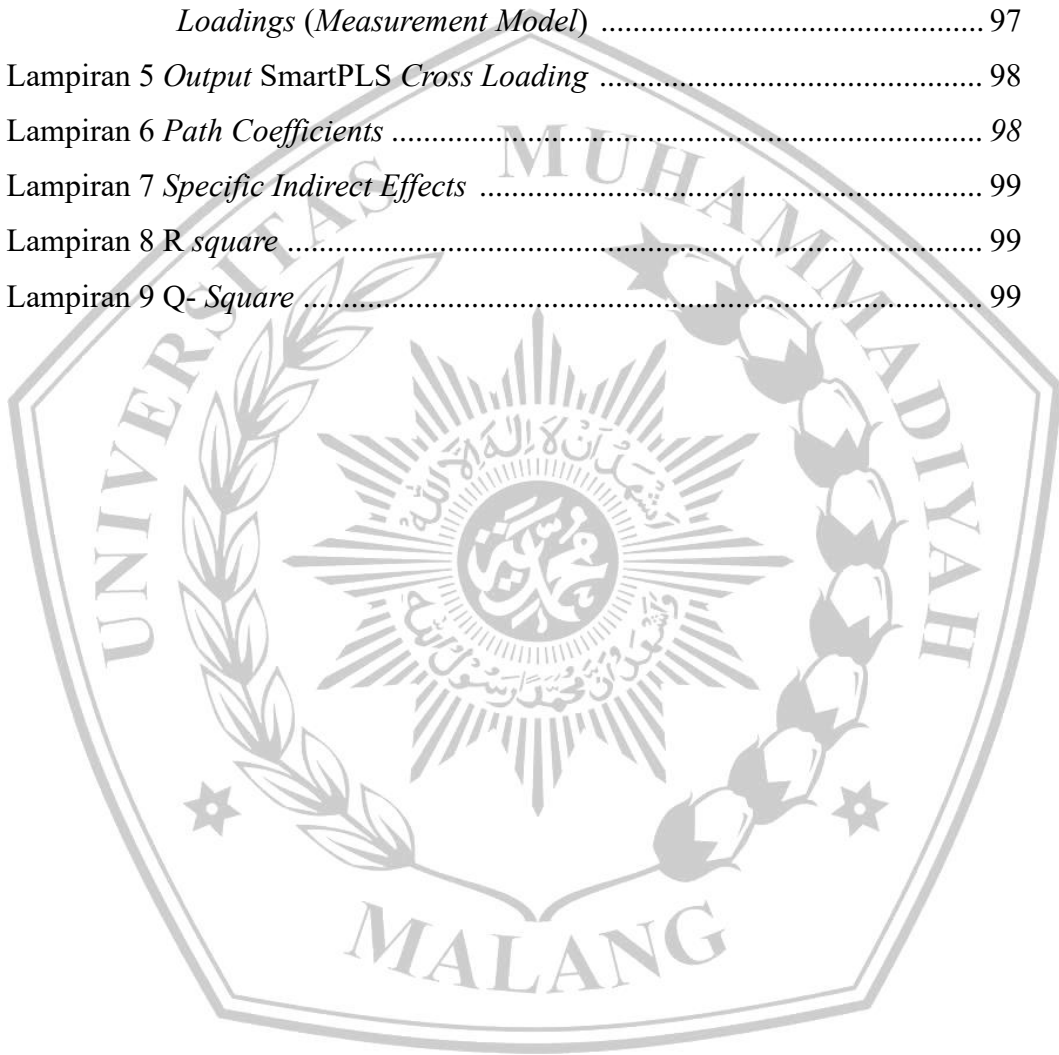 Loadings (Measurement Model) ................................................ 97
Lampiran 5 Output SmartPLS Cross Loading ................................................ 98
Lampiran 6 Path Coefficients ................................................ 98
Lampiran 7 Specific Indirect Effects ................................................ 99
Lampiran 8 R square ................................................ 99
Lampiran 9 Q- Square ................................................ 99
UNIVERSITAS MUHAMMADIYAH
MALANG